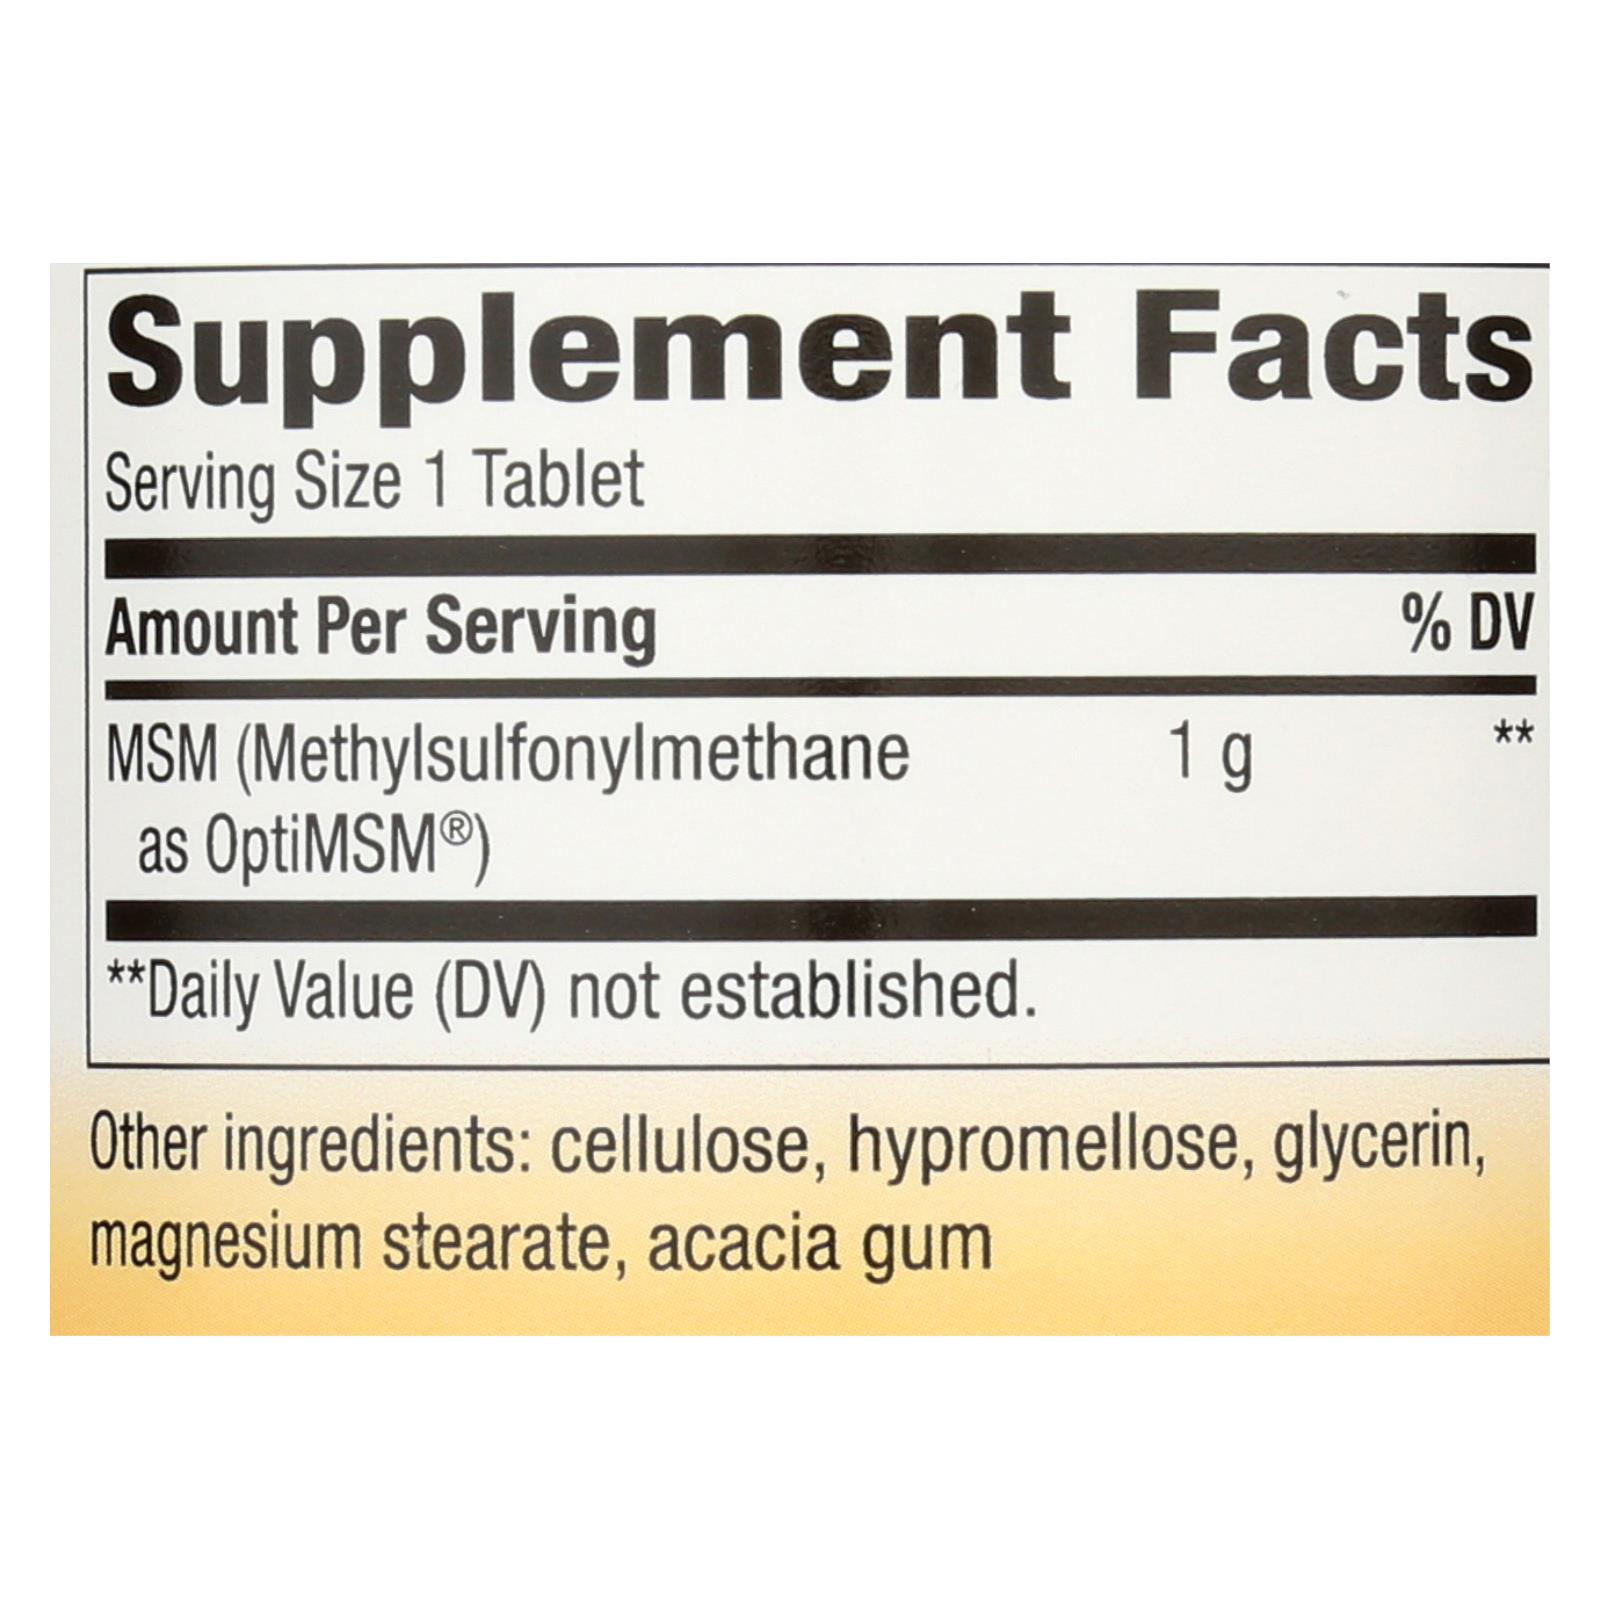 Supplement Facts
Serving Size 1 Tablet
Amount Per Serving % DV
MSM (Methylsulfonylmethane 1 g **
as OptiMSM®)
**Daily Value (DV) not established.
Other ingredients: cellulose, hypromellose, glycerin,
magnesium stearate, acacia gum